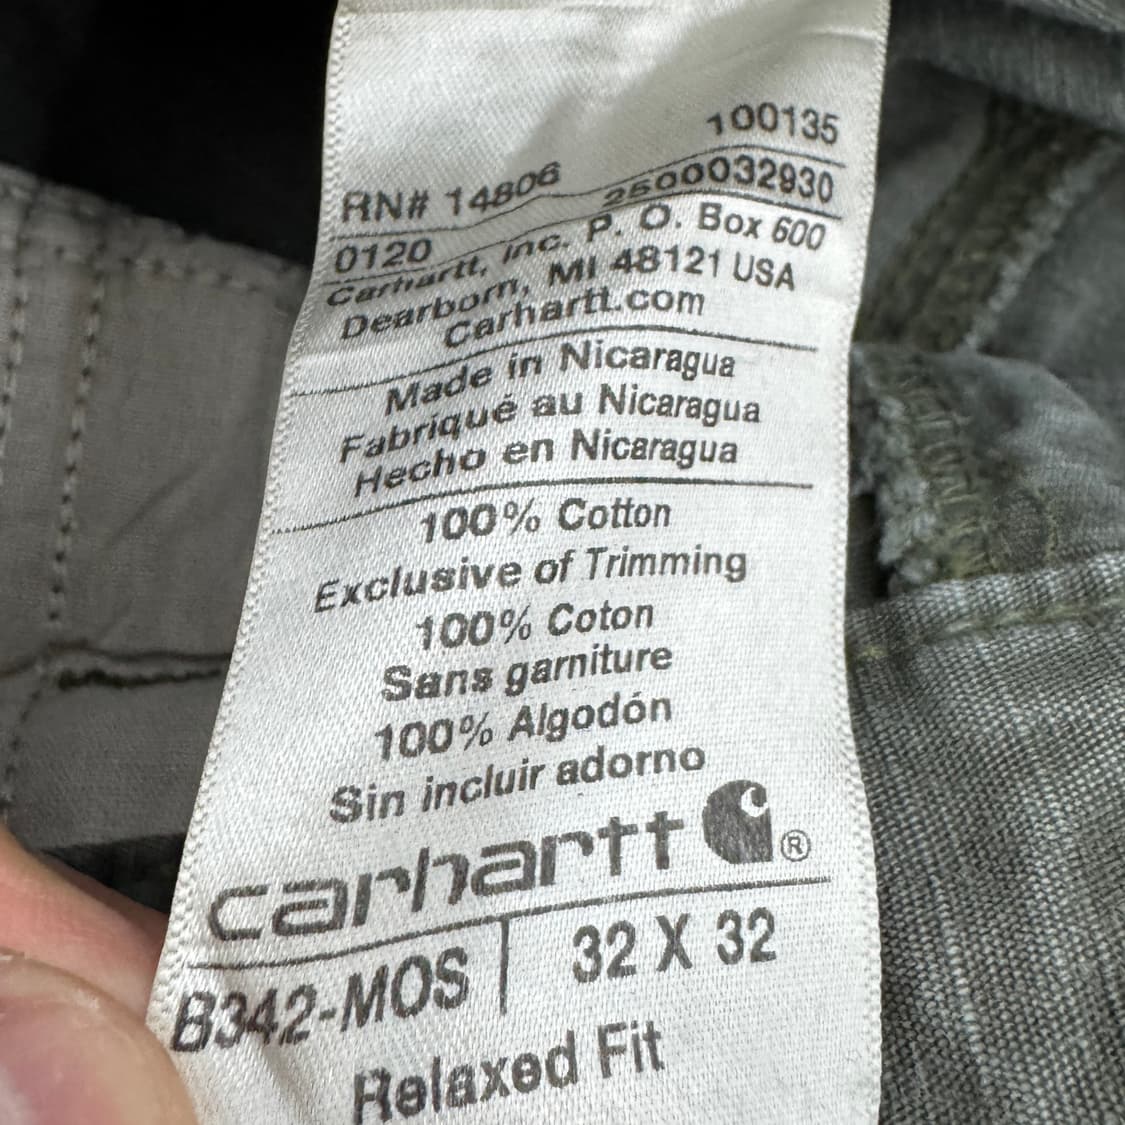 100135
RN# 14806
2500032930
0120
Carhartt, Inc. P. O. Box 600
Dearborn, MI 48121 USA
Carhartt.com
Made in Nicaragua
Fabriqué au Nicaragua
Hecho en Nicaragua
100% Cotton
Exclusive of Trimming
100% Coton
Sans garniture
100% Algodón
Sin incluir adorno
carhartt ®
B342-MOS 32 X 32
Relaxed Fit